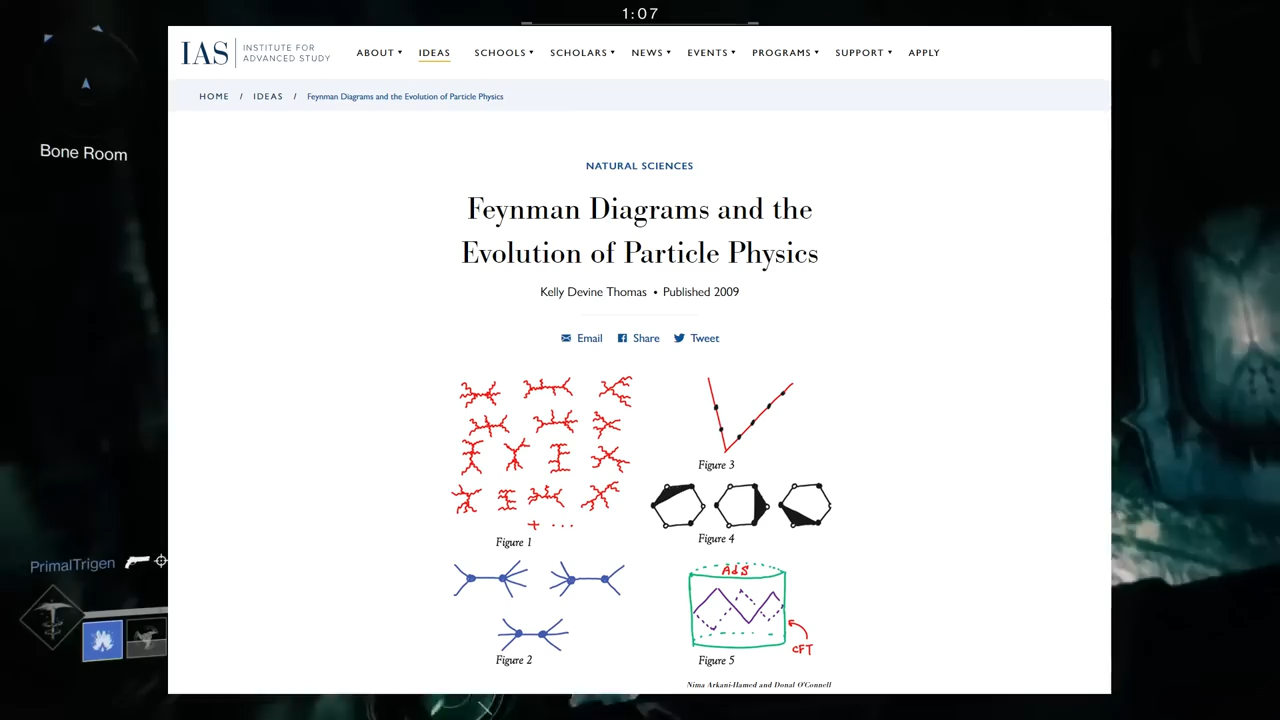 1:07
IAS INSTITUTE FOR
ADVANCED STUDY
ABOUT IDEAS SCHOOLS SCHOLARS NEWS EVENTS PROGRAMS SUPPORT APPLY
HOME / IDEAS / Feynman Diagrams and the Evolution of Particle Physics
Bone Room
NATURAL SCIENCES
Feynman Diagrams and the
Evolution of Particle Physics
Kelly Devine Thomas • Published 2009
Email Share Tweet
+ ...
Figure 1
Figure 3
Figure 4
PrimalTrigen
Figure 2
AdS
CFT
Figure 5
Nima Arkani-Hamed and Donal O'Connell